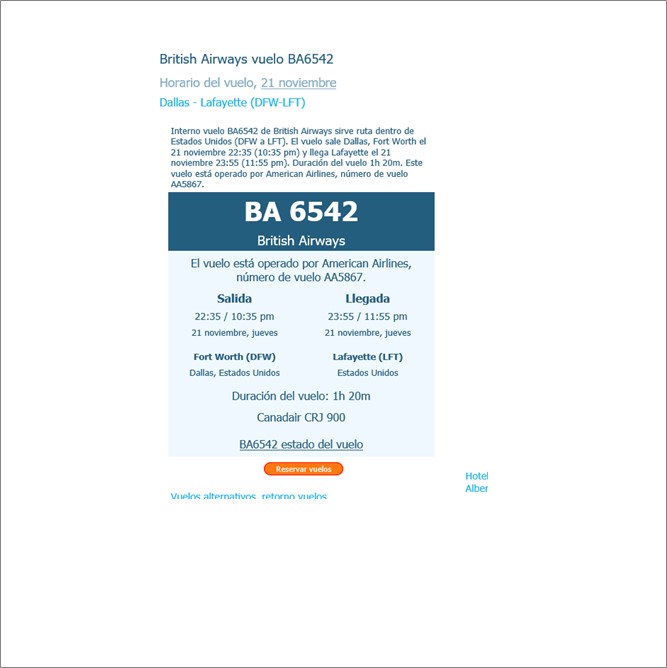 British Airways vuelo BA6542
Horario del vuelo, 21 noviembre
Dallas - Lafayette (DFW-LFT)
Interno vuelo BA6542 de British Airways sirve ruta dentro de
Estados Unidos (DFW a LFT). El vuelo sale Dallas, Fort Worth el
21 noviembre 22:35 (10:35 pm) y llega Lafayette el 21
noviembre 23:55 (11:55 pm). Duración del vuelo 1h 20m. Este
vuelo está operado por American Airlines, número de vuelo
AA5867.
BA 6542
British Airways
El vuelo está operado por American Airlines,
número de vuelo AA5867.
Salida
22:35 / 10:35 pm
21 noviembre, jueves
Fort Worth (DFW)
Dallas, Estados Unidos
Llegada
23:55 / 11:55 pm
21 noviembre, jueves
Lafayette (LFT)
Estados Unidos
Duración del vuelo: 1h 20m
Canadair CRJ 900
BA6542 estado del vuelo
Reservar vuelos
Vuelos alternativos, retorno vuelos
Hotel
Alber